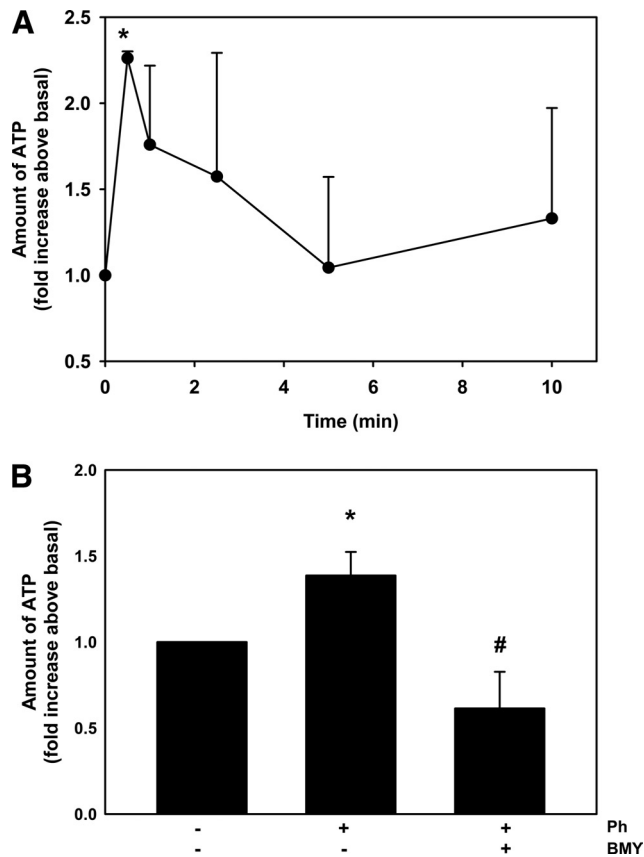 A
Amount of ATP
(fold increase above basal)
2.5
2.0
1.5
1.0
0.5
*
0 2 4 6 8 10
Time (min)
B
Amount of ATP
(fold increase above basal)
2.0
1.5
1.0
0.5
0.0
*
#
- + + Ph
- - + BMY